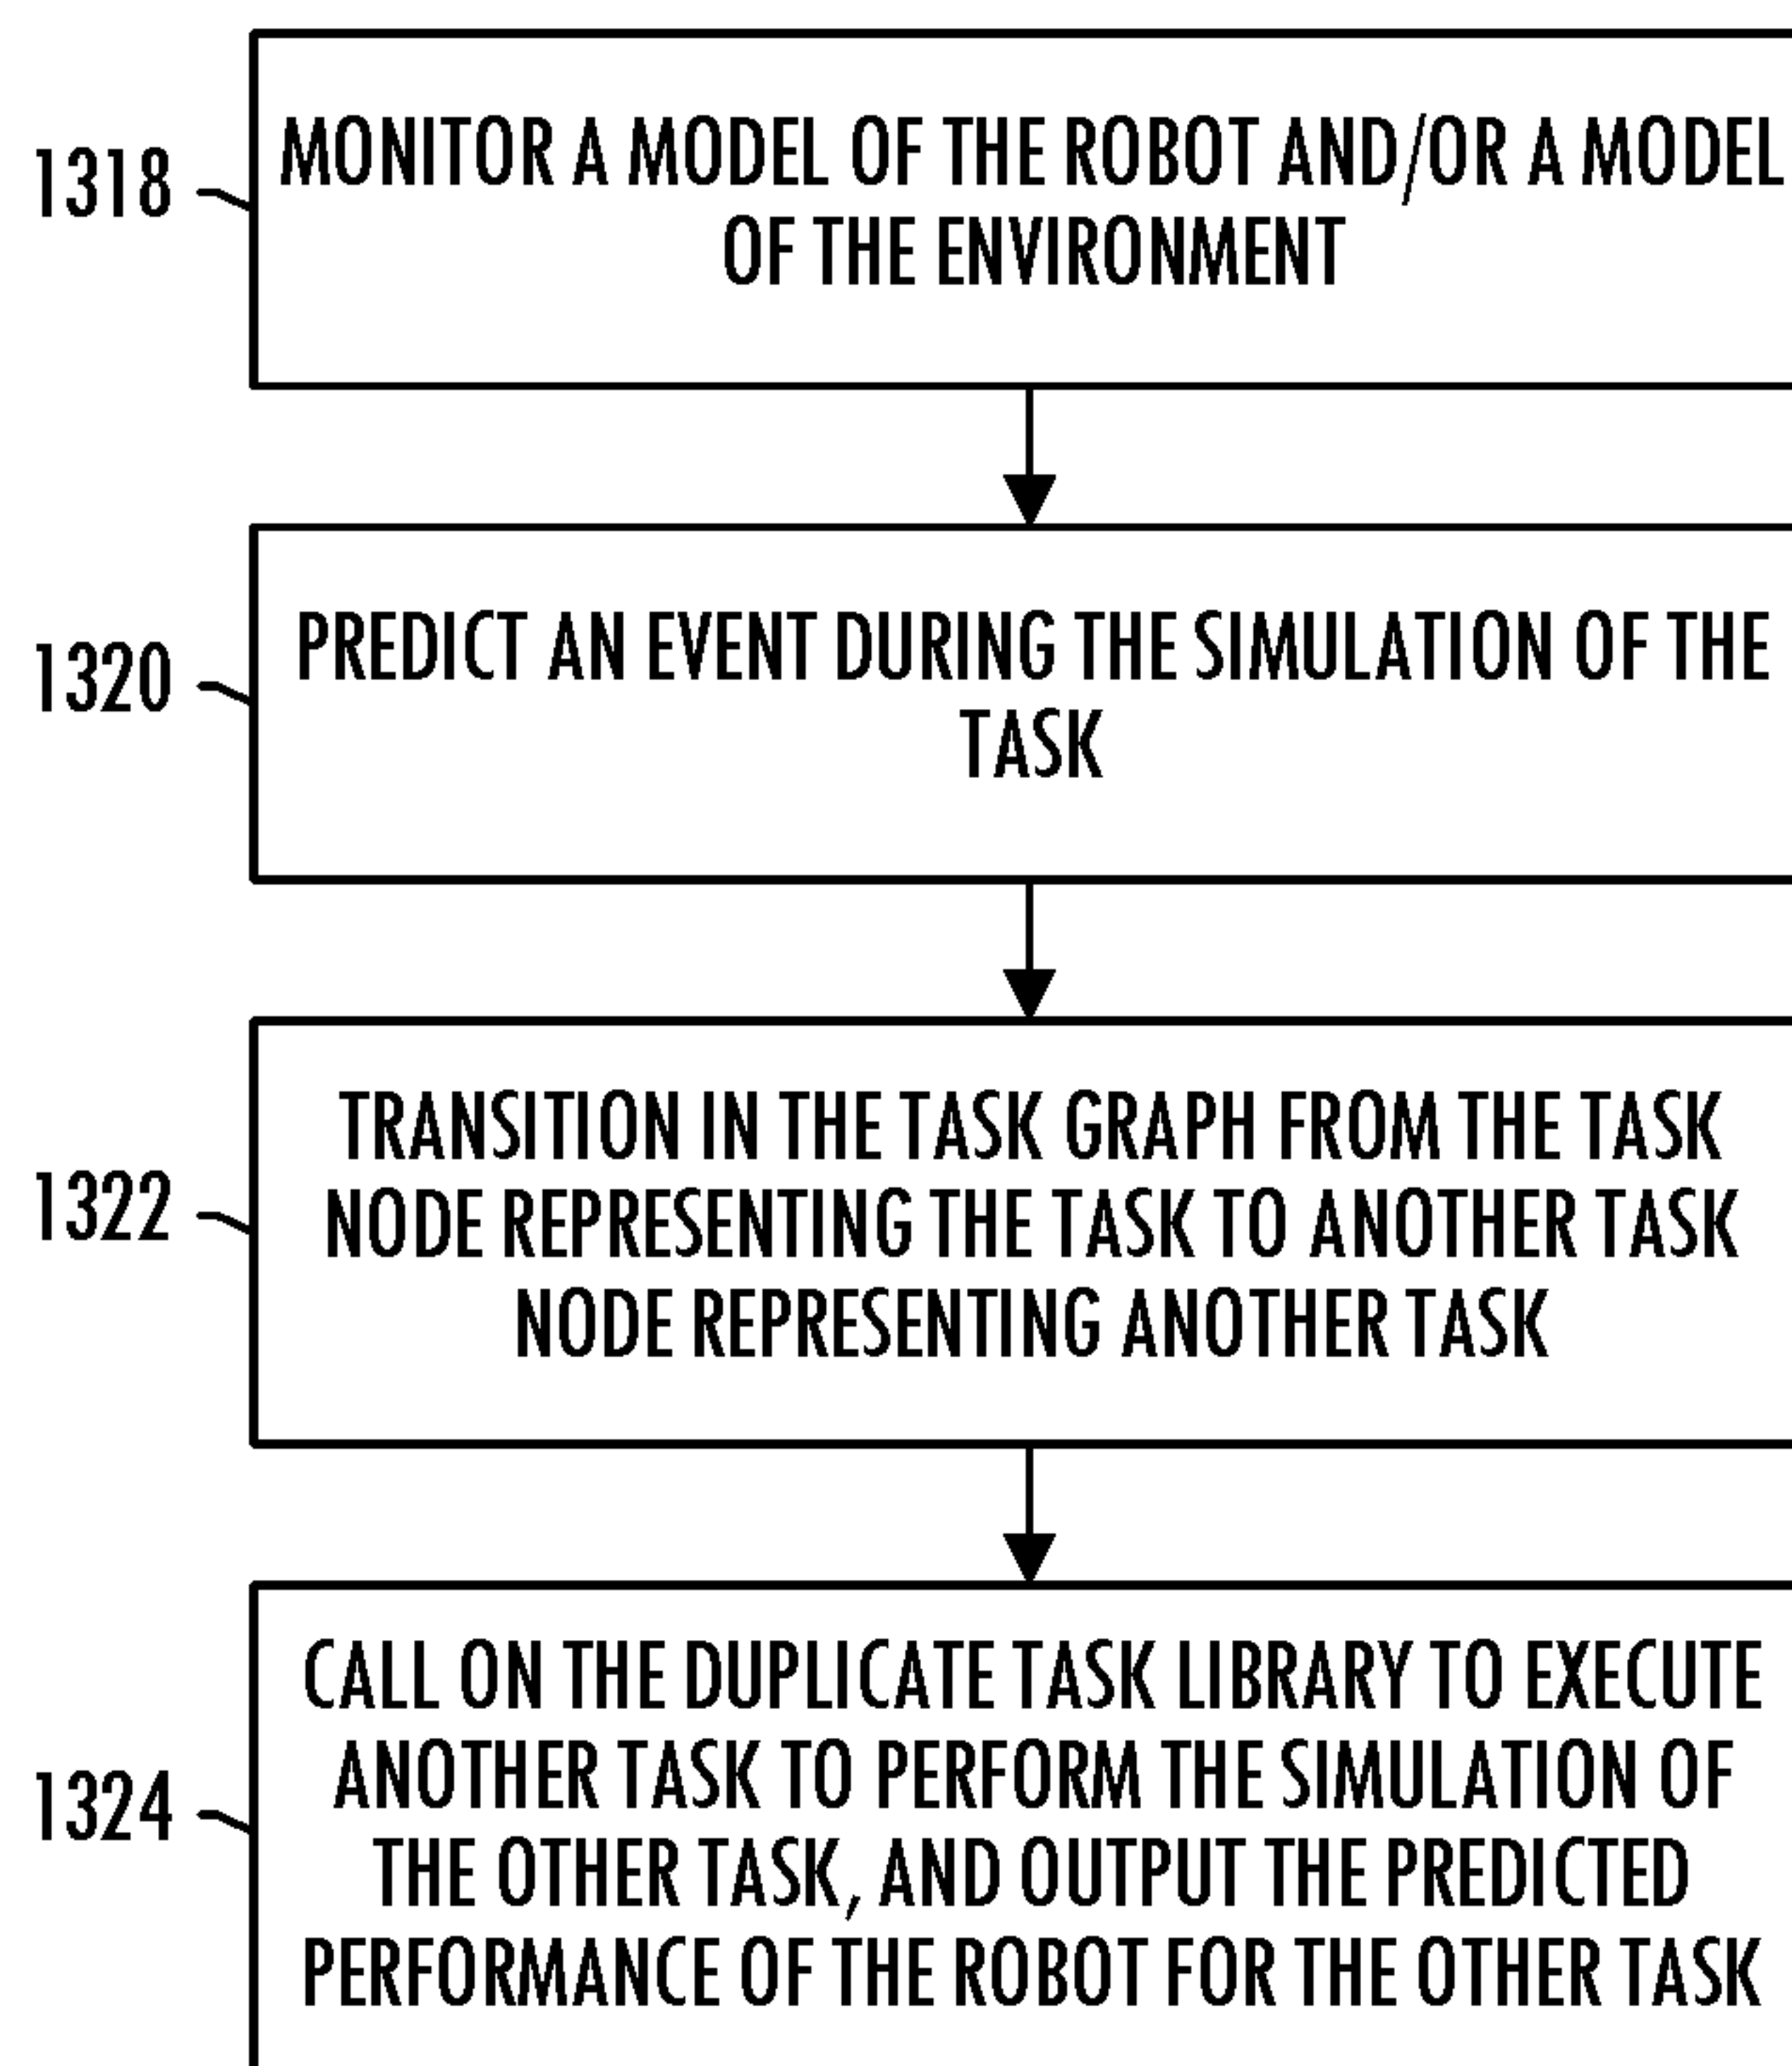 1318
MONITOR A MODEL OF THE ROBOT AND/OR A MODEL
OF THE ENVIRONMENT
1320
PREDICT AN EVENT DURING THE SIMULATION OF THE
TASK
1322
TRANSITION IN THE TASK GRAPH FROM THE TASK
NODE REPRESENTING THE TASK TO ANOTHER TASK
NODE REPRESENTING ANOTHER TASK
1324
CALL ON THE DUPLICATE TASK LIBRARY TO EXECUTE
ANOTHER TASK TO PERFORM THE SIMULATION OF
THE OTHER TASK, AND OUTPUT THE PREDICTED
PERFORMANCE OF THE ROBOT FOR THE OTHER TASK